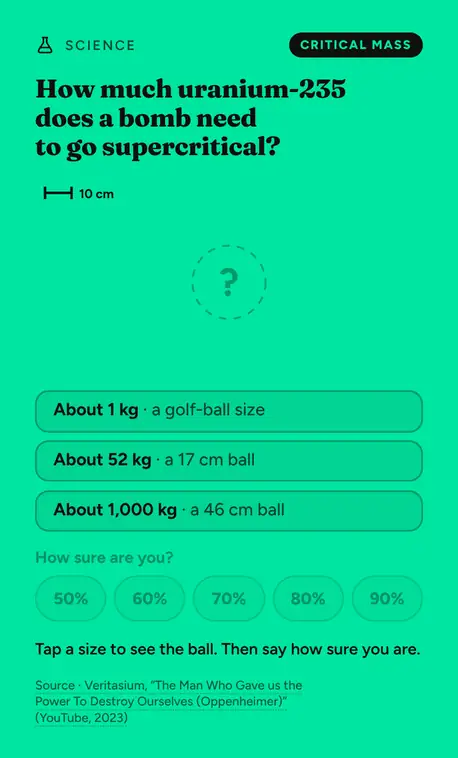 SCIENCE
CRITICAL MASS
How much uranium-235
does a bomb need
to go supercritical?
10 cm
?
About 1 kg · a golf-ball size
About 52 kg · a 17 cm ball
About 1,000 kg · a 46 cm ball
How sure are you?
50%
60%
70%
80%
90%
Tap a size to see the ball. Then say how sure you are.
Source · Veritasium, "The Man Who Gave us the
Power To Destroy Ourselves (Oppenheimer)"
(YouTube, 2023)